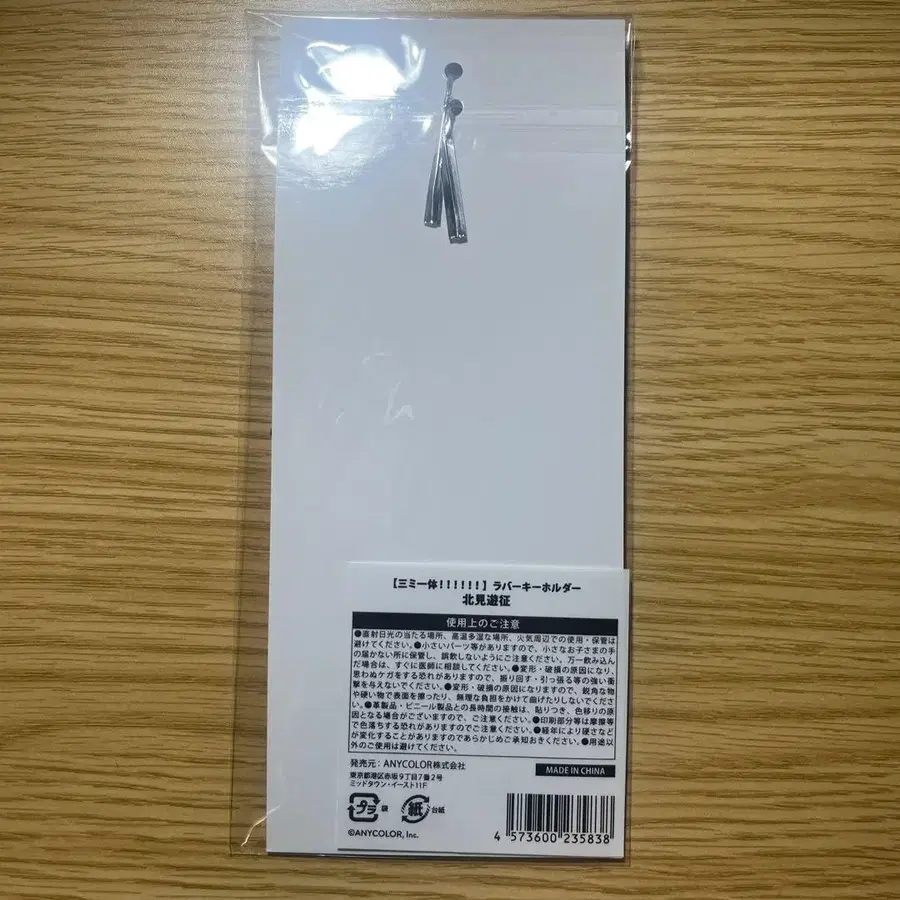 【三ミ一体!!!!!!】ラバーキーホルダー
北見遊征
使用上のご注意
●直射日光の当たる場所、高温多湿な場所、火気周辺での使用・保管は
避けてください。●小さいパーツ等がありますので、小さなお子さまの手
の届かない所に保管し、誤飲しないようにご注意ください。万一飲み込ん
だ場合は、すぐに医師に相談してください。●変形・破損の原因になり、
思わぬケガをする恐れがありますので、振り回す・引っ張る等の強い衝
撃を与えないでください。●変形・破損の原因になりますので、鋭角な物
や硬い物で表面を擦ったり、無理な負担をかけて曲げたりしないでくださ
い。●革製品・ビニール製品との長時間の接触は、貼りつき、色移りの原
因となる場合がございますので、ご注意ください。●印刷部分等は摩擦等
で色落ちする恐れがありますのでご注意ください。●経年により硬さなど
が変化することがありますのであらかじめご承知おきください。●用途以
外のご使用は避けてください。
発売元:ANYCOLOR株式会社
東京都港区赤坂9丁目7番2号
ミッドタウン・イースト11F
MADE IN CHINA
プラ 袋 紙 台紙
©ANYCOLOR, Inc.
4 573600 235838